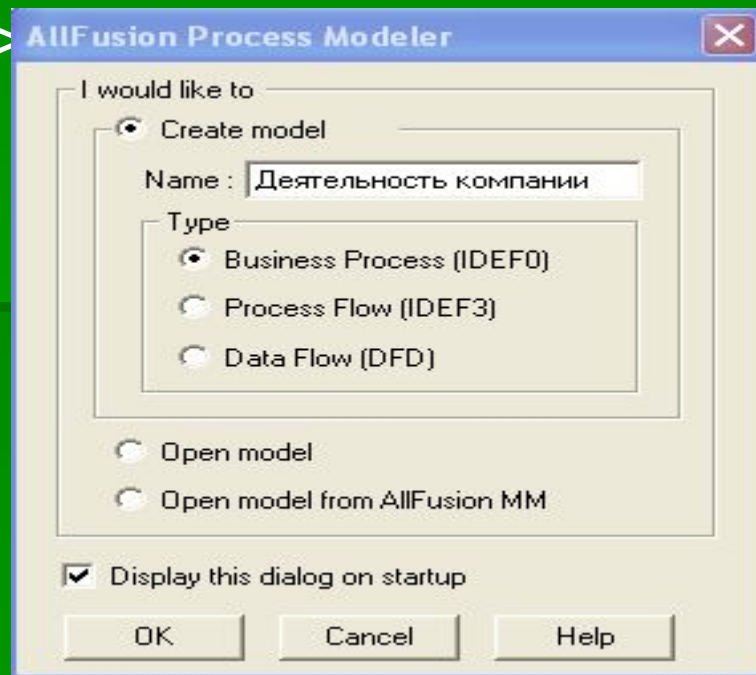 >
AllFusion Process Modeler
I would like to
Create model
Name : Деятельность компании
Type
Business Process (IDEF0)
Process Flow (IDEF3)
Data Flow (DFD)
Open model
Open model from AllFusion MM
Display this dialog on startup
OK Cancel Help